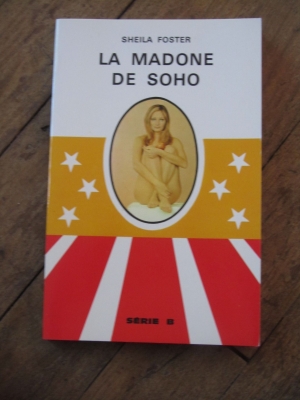 SHEILA FOSTER
LA MADONE
DE SOHO
SÉRIE B